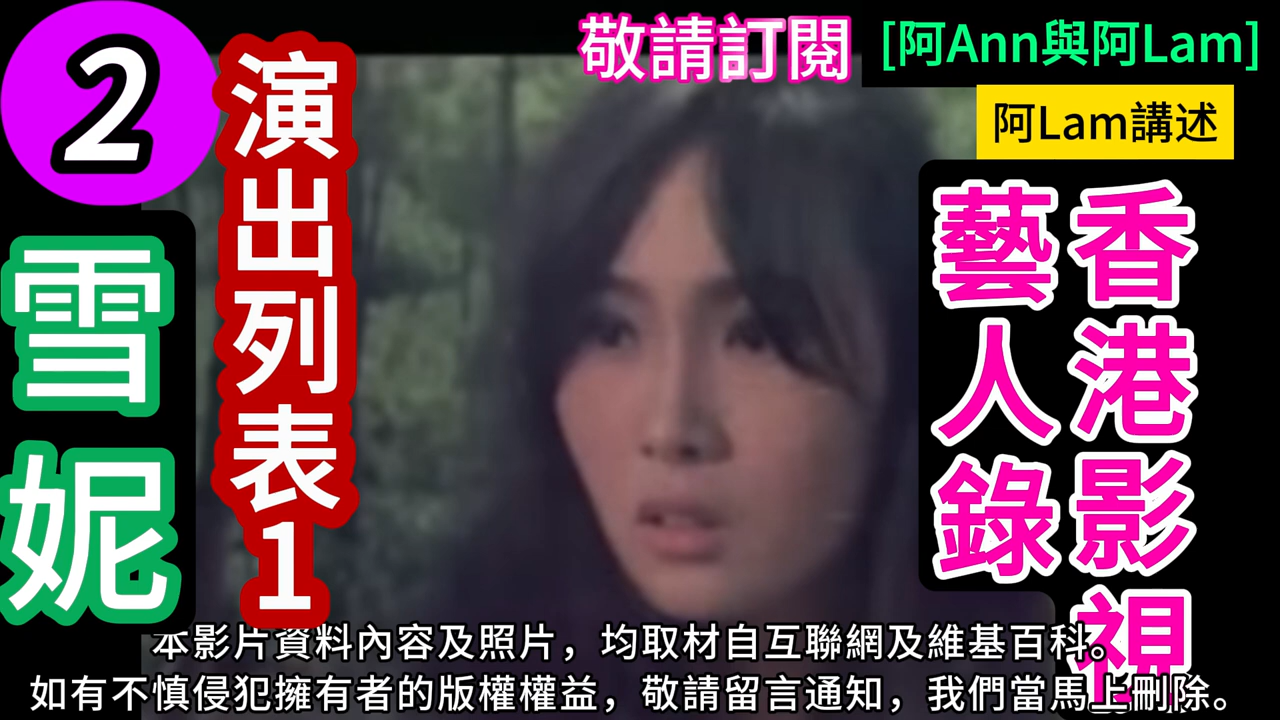 2
雪妮
演出列表1
敬請訂閱
[阿Ann與阿Lam]
阿Lam講述
香港影視
藝人錄
本影片資料內容及照片，均取材自互聯網及維基百科。
如有不慎侵犯擁有者的版權權益，敬請留言通知，我們當馬上刪除。